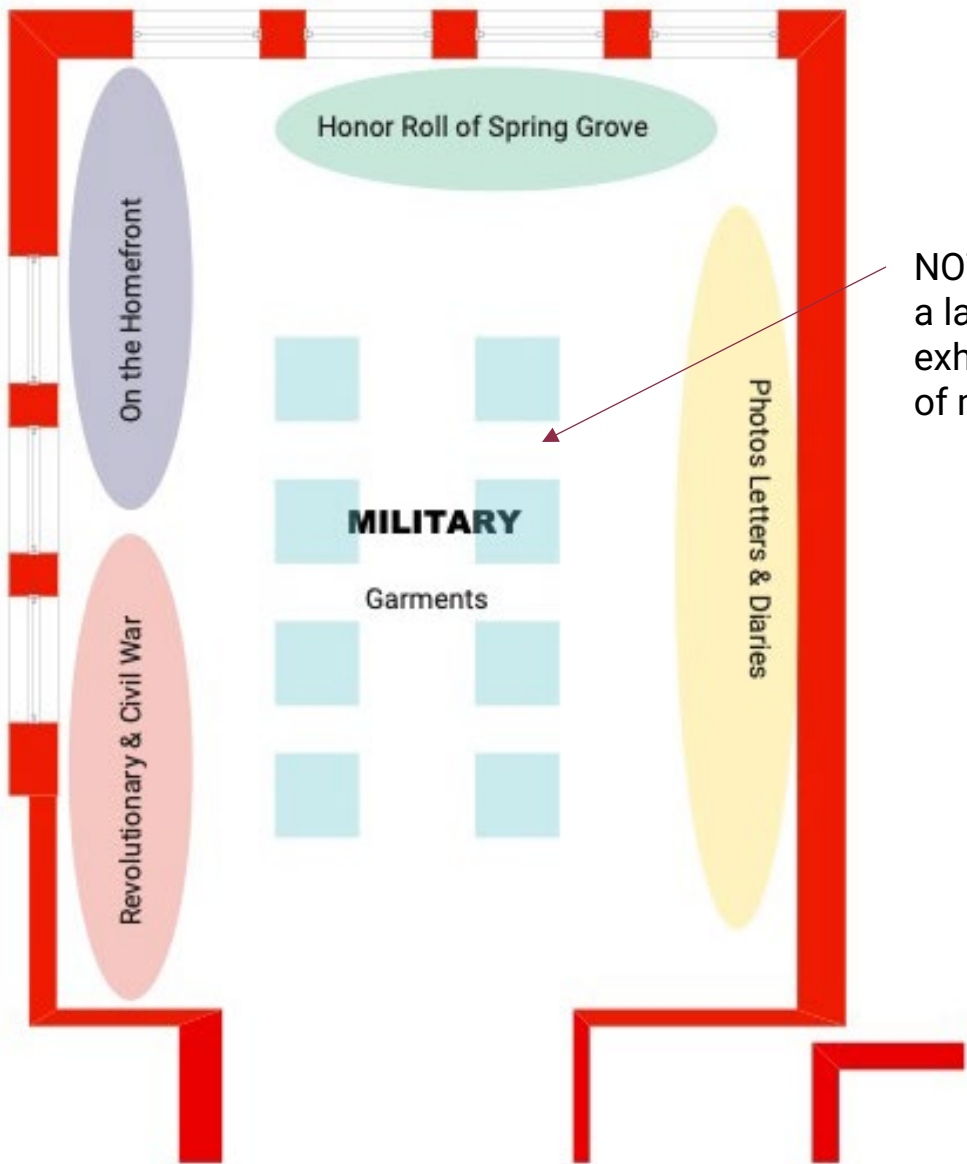 Honor Roll of Spring Grove
On the Homefront
a la
exh
of
MILITARY
Photos Letters & Diaries
Garments
Revolutionary & Civil War